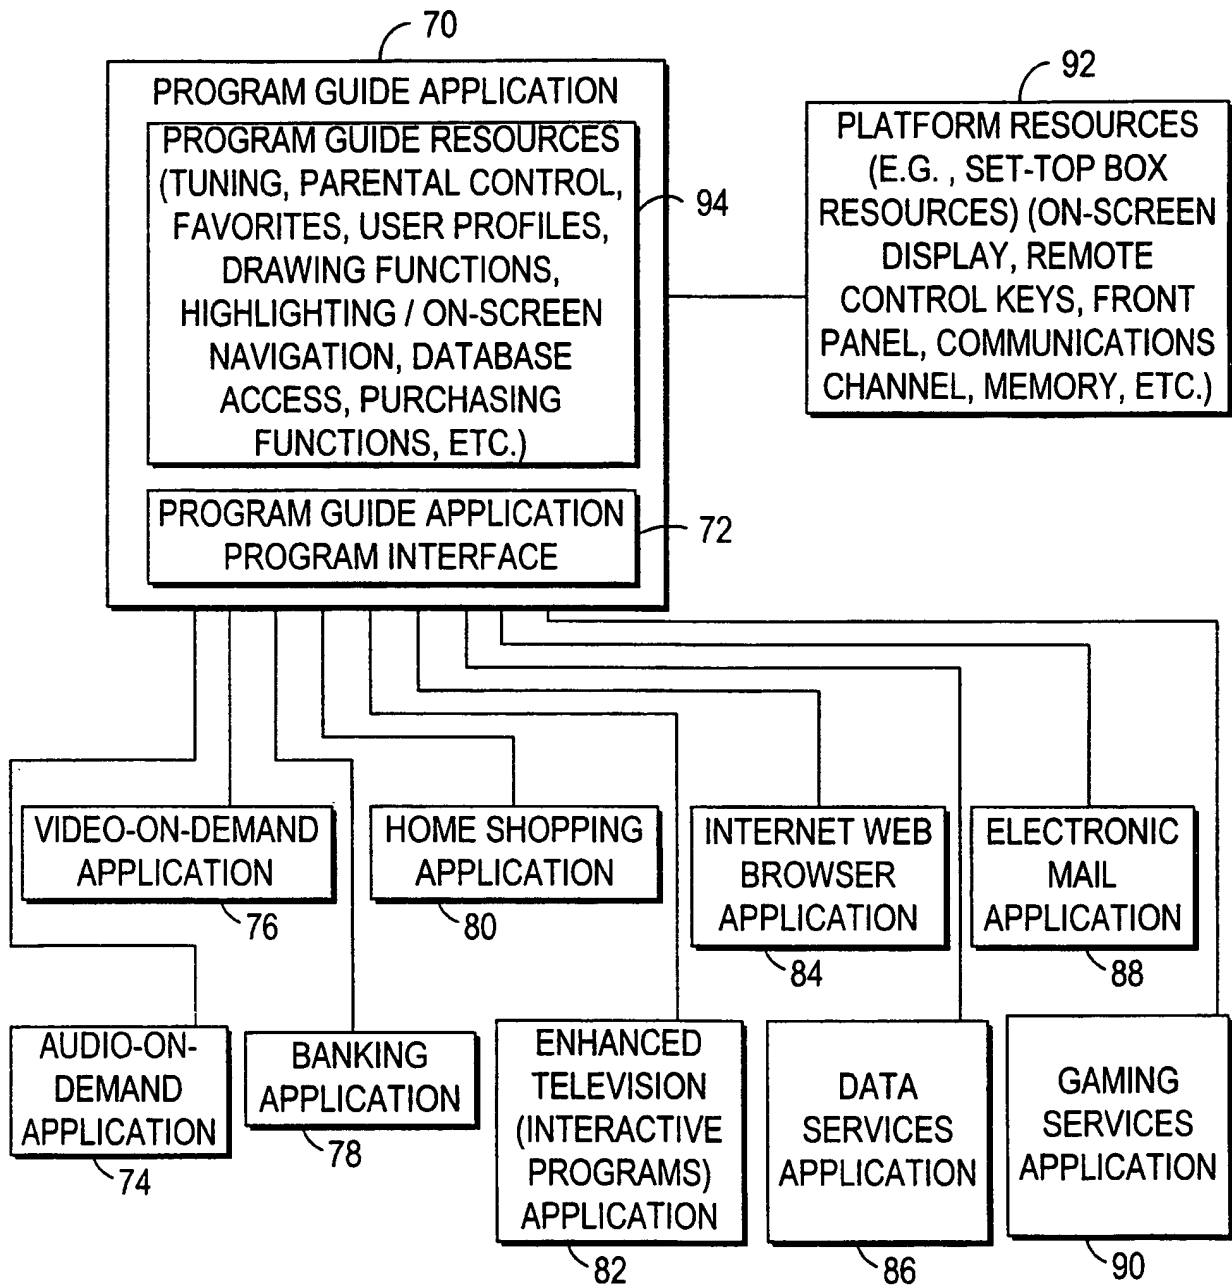 70
PROGRAM GUIDE APPLICATION
PROGRAM GUIDE RESOURCES
(TUNING, PARENTAL CONTROL,
FAVORITES, USER PROFILES,
DRAWING FUNCTIONS,
HIGHLIGHTING / ON-SCREEN
NAVIGATION, DATABASE
ACCESS, PURCHASING
FUNCTIONS, ETC.)
94
PROGRAM GUIDE APPLICATION
PROGRAM INTERFACE
72
92
PLATFORM RESOURCES
(E.G. , SET-TOP BOX
RESOURCES) (ON-SCREEN
DISPLAY, REMOTE
CONTROL KEYS, FRONT
PANEL, COMMUNICATIONS
CHANNEL, MEMORY, ETC.)
VIDEO-ON-DEMAND
APPLICATION
76
HOME SHOPPING
APPLICATION
80
INTERNET WEB
BROWSER
APPLICATION
84
ELECTRONIC
MAIL
APPLICATION
88
AUDIO-ON-
DEMAND
APPLICATION
74
BANKING
APPLICATION
78
ENHANCED
TELEVISION
(INTERACTIVE
PROGRAMS)
APPLICATION
82
DATA
SERVICES
APPLICATION
86
GAMING
SERVICES
APPLICATION
90